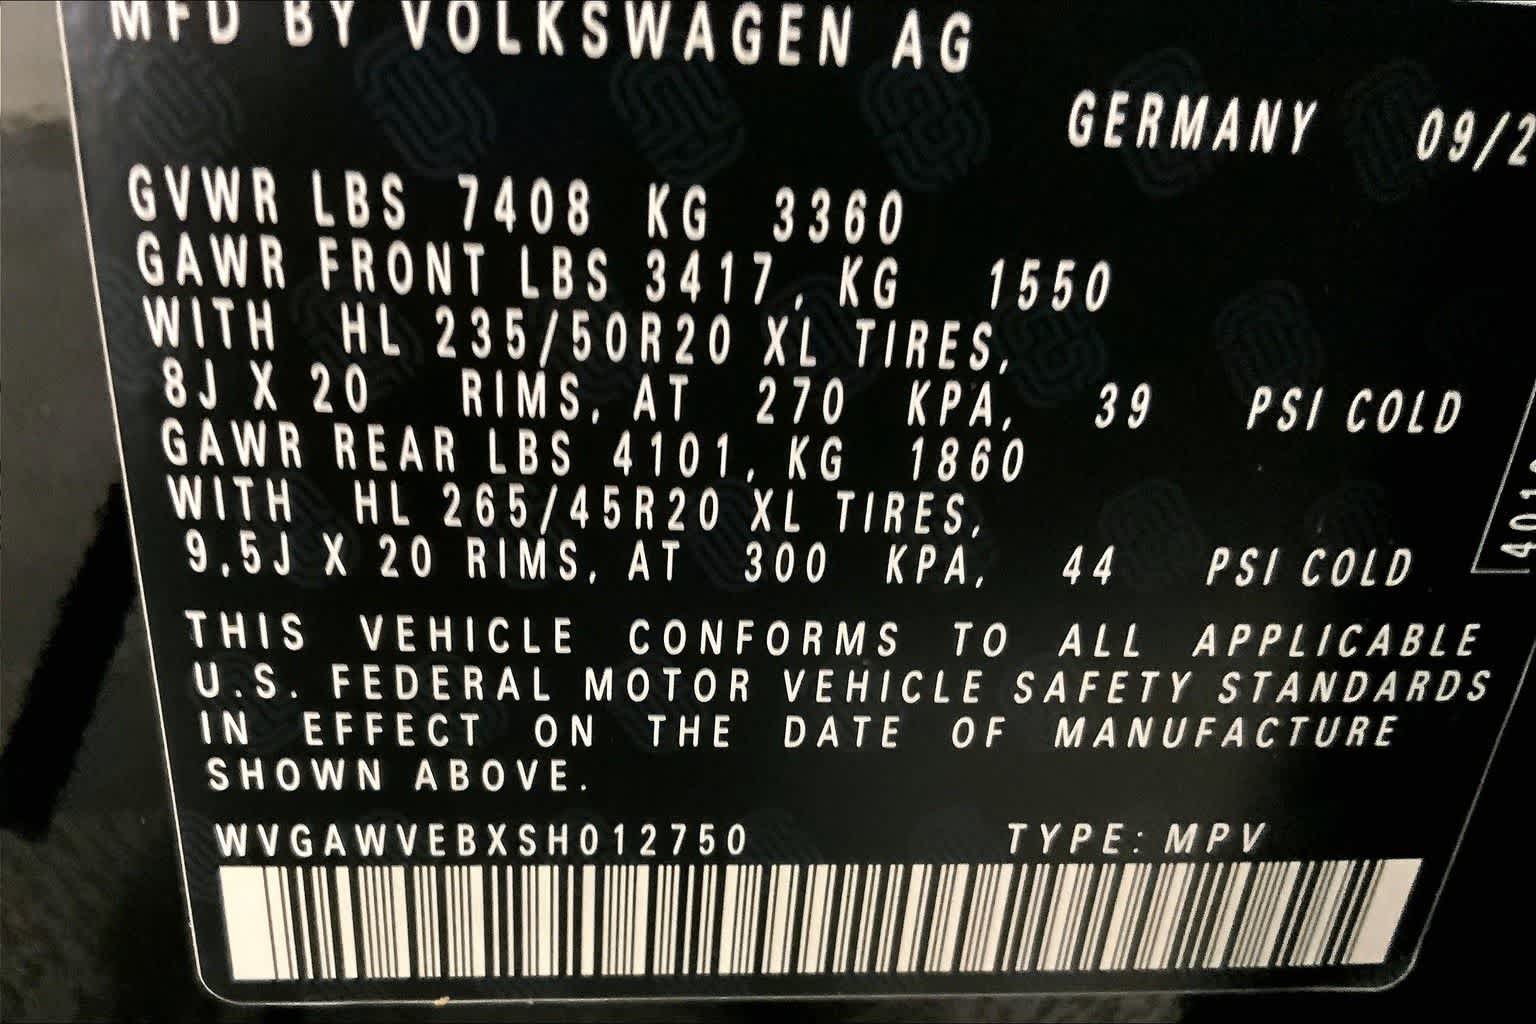 MFD BY VOLKSWAGEN AG
GERMANY 09/2
GVWR LBS 7408 KG 3360
GAWR FRONT LBS 3417, KG 1550
WITH HL 235/50R20 XL TIRES,
8J X 20 RIMS, AT 270 KPA, 39 PSI COLD
GAWR REAR LBS 4101, KG 1860
WITH HL 265/45R20 XL TIRES,
9,5J X 20 RIMS, AT 300 KPA, 44 PSI COLD
THIS VEHICLE CONFORMS TO ALL APPLICABLE
U.S. FEDERAL MOTOR VEHICLE SAFETY STANDARDS
IN EFFECT ON THE DATE OF MANUFACTURE
SHOWN ABOVE.
WVGAWVEBXSH012750 TYPE: MPV